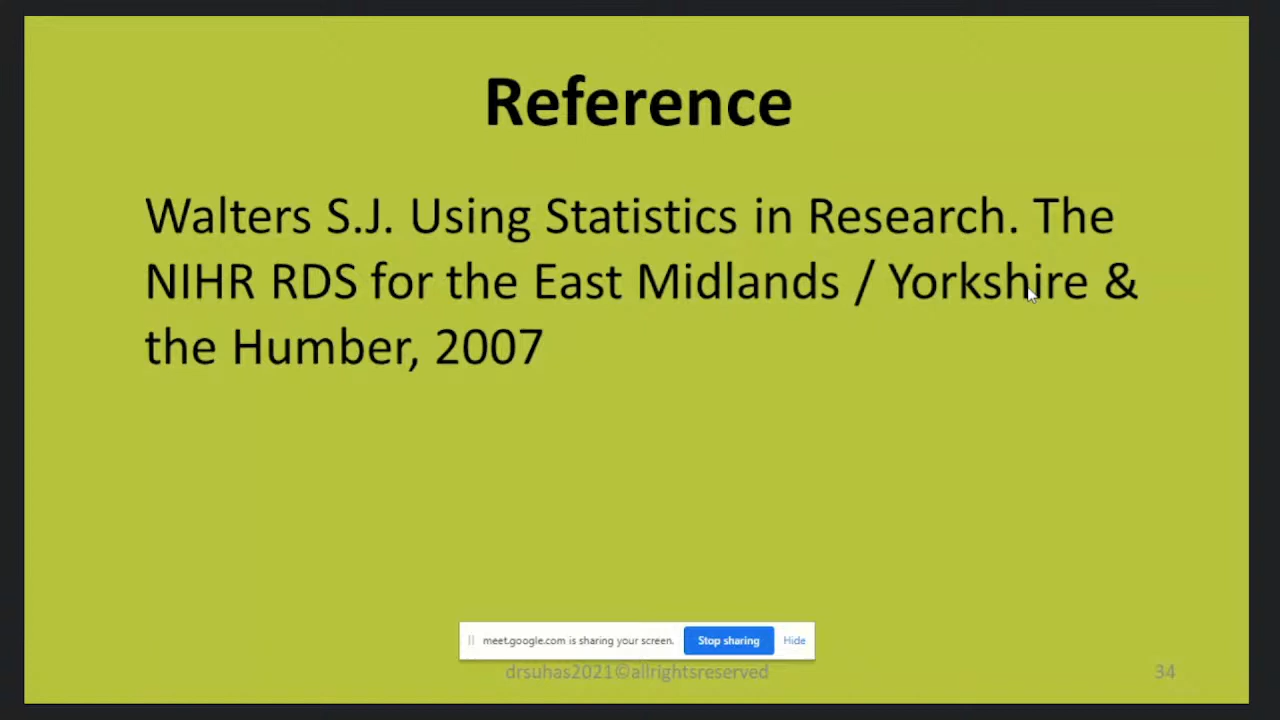 Reference
Walters S.J. Using Statistics in Research. The
NIHR RDS for the East Midlands / Yorkshire &
the Humber, 2007
meet.google.com is sharing your screen. Stop sharing Hide
drsuhas2021©allrightsreserved 34